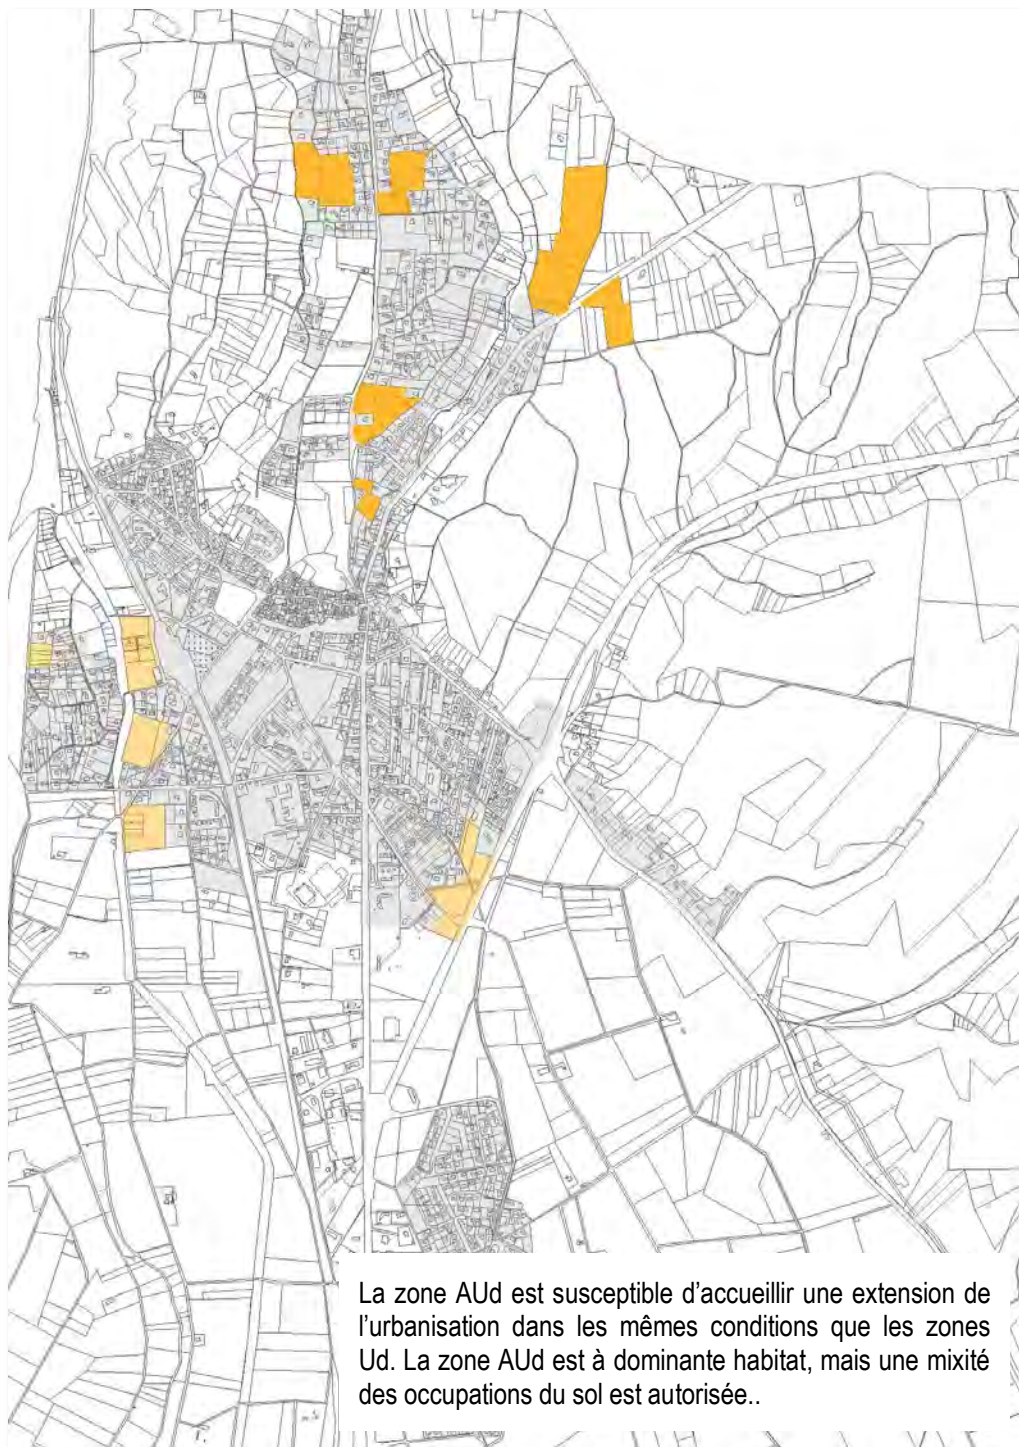 La zone AUd est susceptible d’accueillir une extension de
l’urbanisation dans les mêmes conditions que les zones
Ud. La zone AUd est à dominante habitat, mais une mixité
des occupations du sol est autorisée..